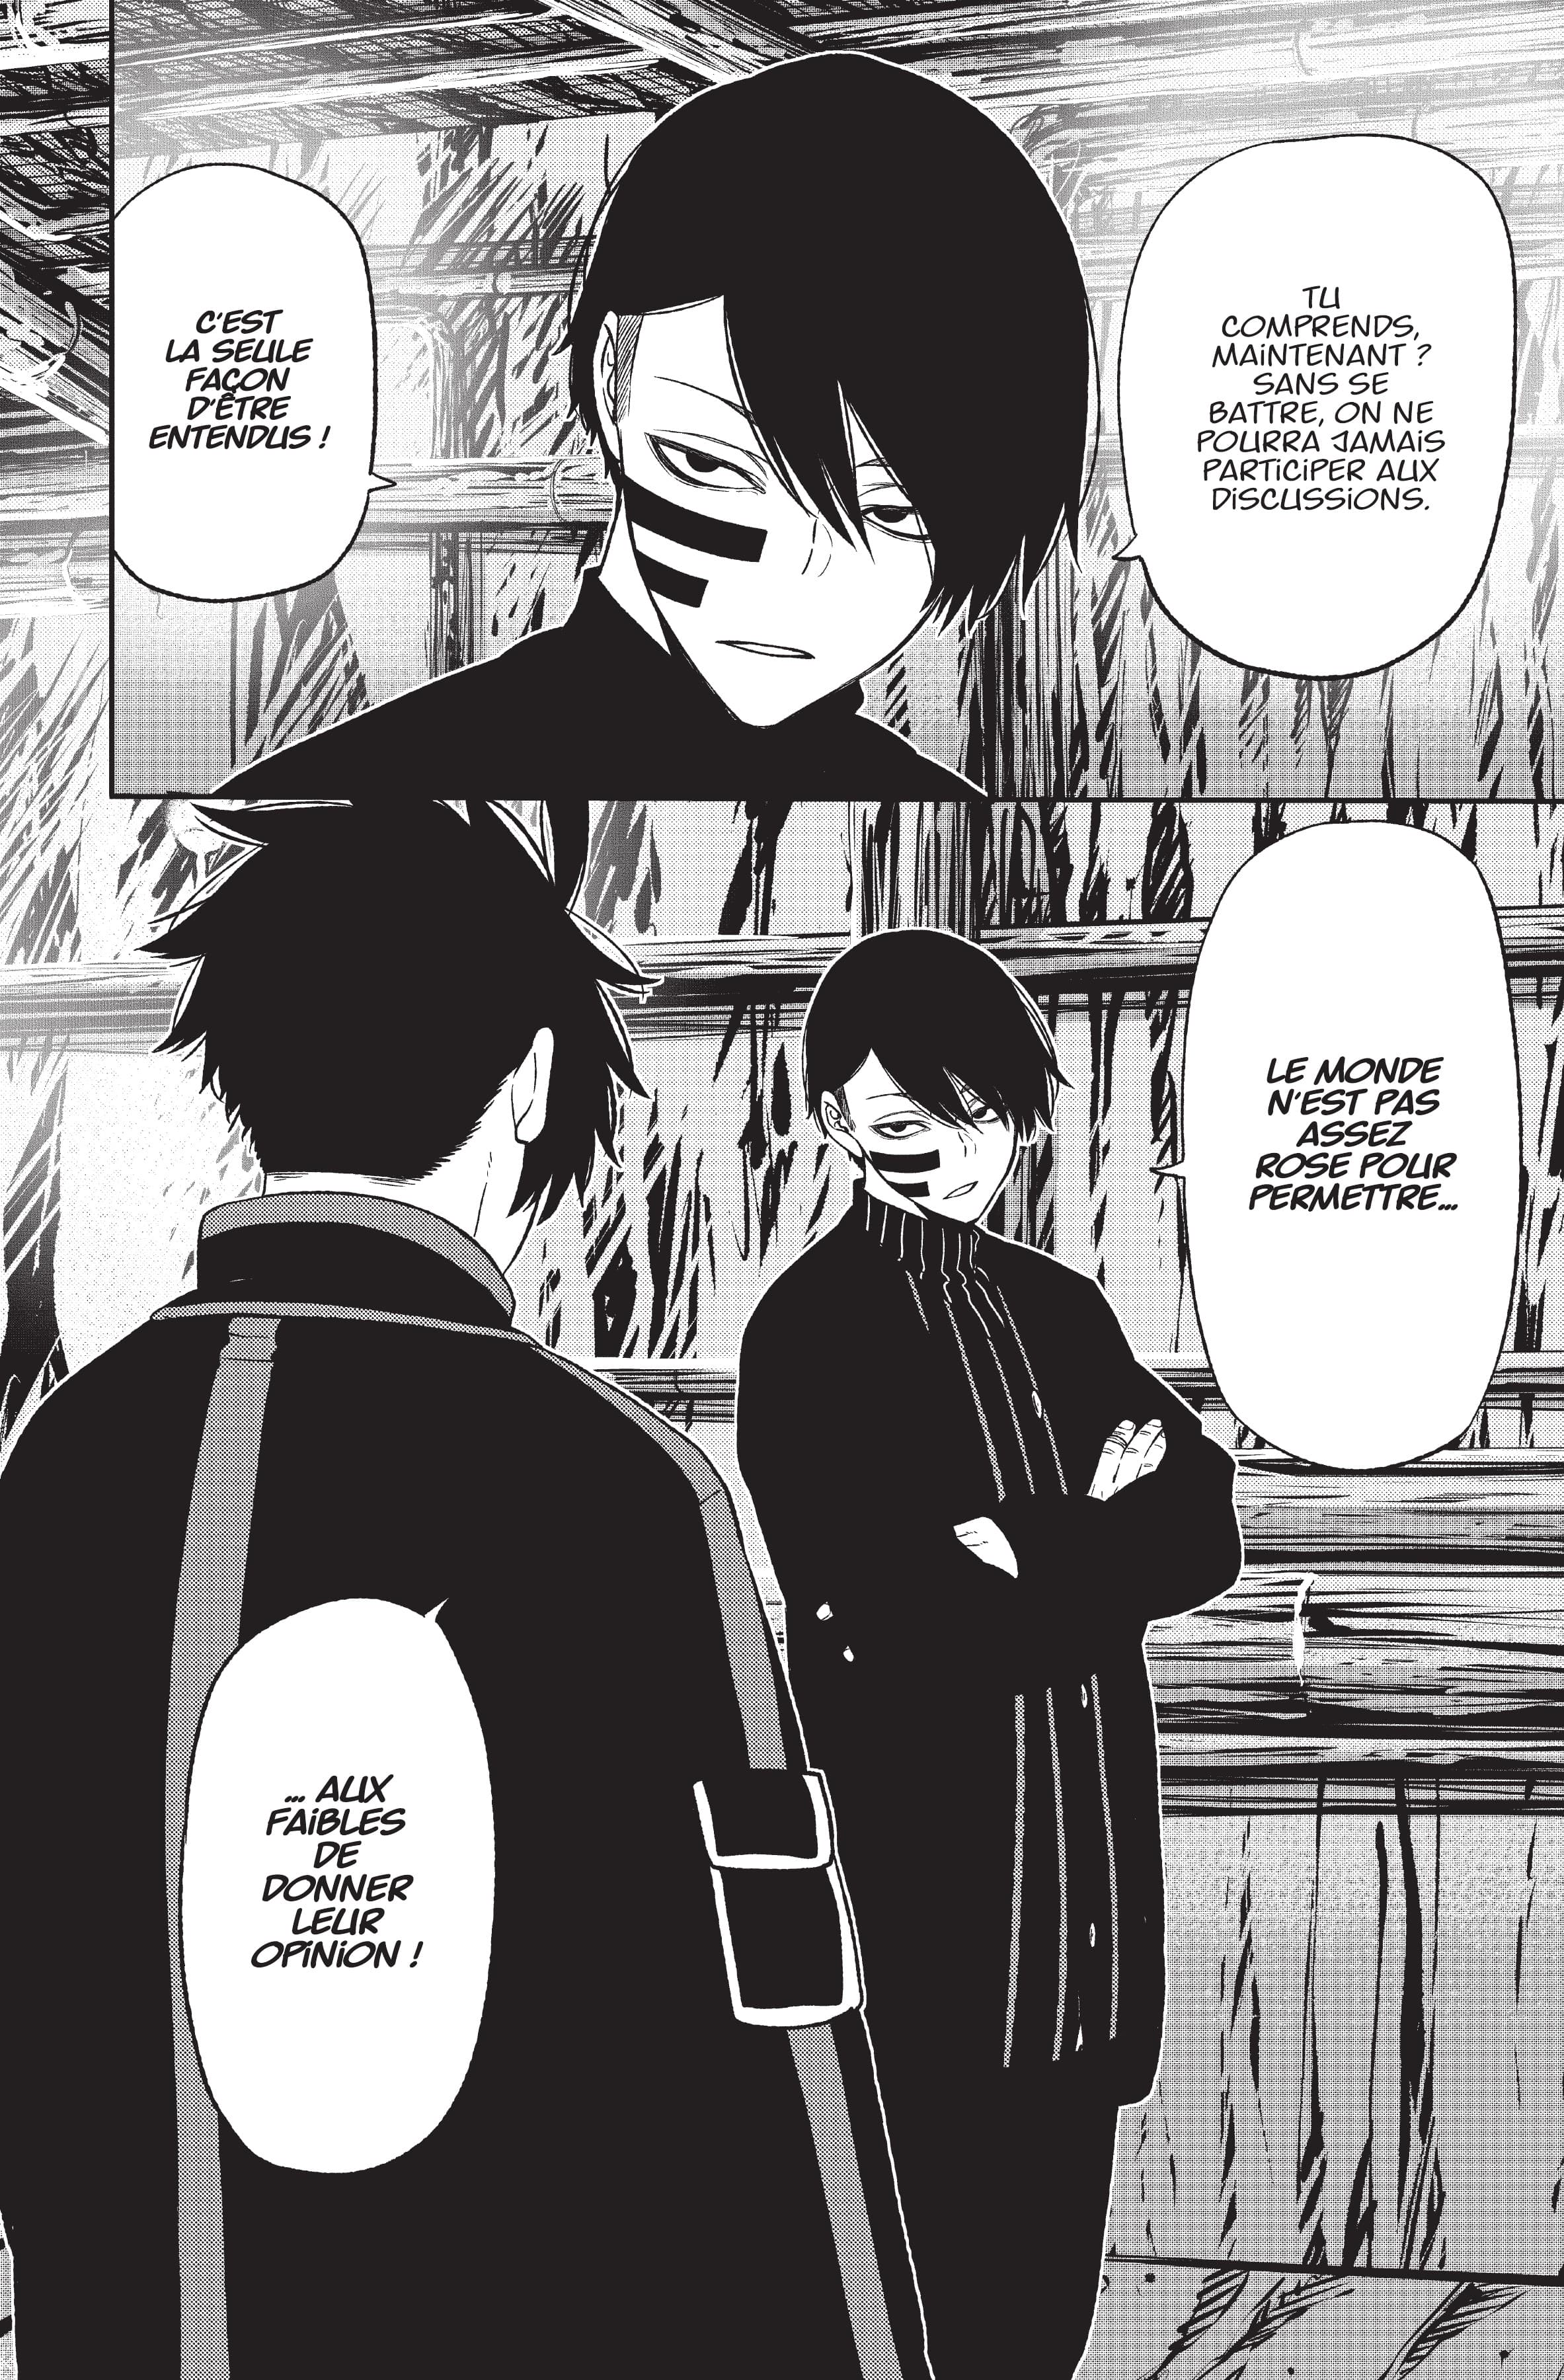 TU
COMPRENDS,
MAINTENANT ?
SANS SE
BATTRE, ON NE
POURRA JAMAIS
PARTICIPER AUX
DISCUSSIONS.
C'EST
LA SEULE
FAÇON
D'ÊTRE
ENTENDUS !
LE MONDE
N'EST PAS
ASSEZ
ROSE POUR
PERMETTRE...
... AUX
FAIBLES
DE
DONNER
LEUR
OPINION !